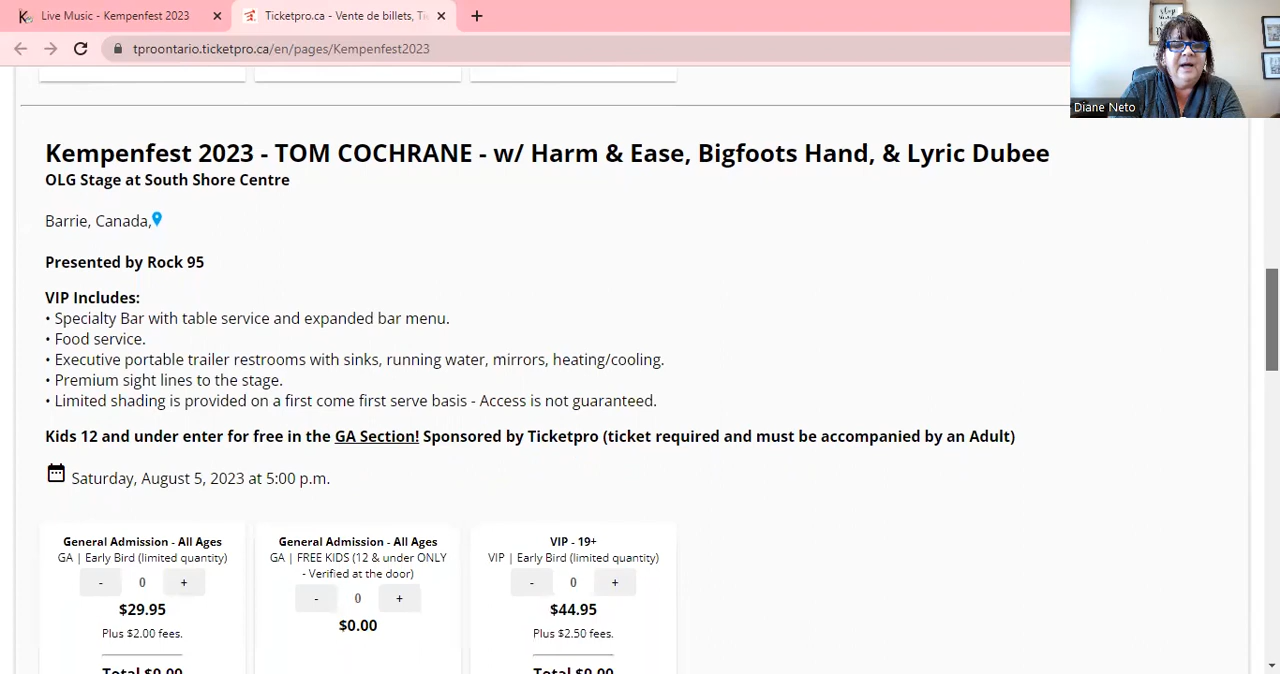 Live Music - Kempenfest 2023
Ticketpro.ca - Vente de billets, Ti
tproontario.ticketpro.ca/en/pages/Kempenfest2023
Diane Neto
Kempenfest 2023 - TOM COCHRANE - w/ Harm & Ease, Bigfoots Hand, & Lyric Dubee
OLG Stage at South Shore Centre
Barrie, Canada,
Presented by Rock 95
VIP Includes:
• Specialty Bar with table service and expanded bar menu.
• Food service.
• Executive portable trailer restrooms with sinks, running water, mirrors, heating/cooling.
• Premium sight lines to the stage.
• Limited shading is provided on a first come first serve basis - Access is not guaranteed.
Kids 12 and under enter for free in the GA Section! Sponsored by Ticketpro (ticket required and must be accompanied by an Adult)
Saturday, August 5, 2023 at 5:00 p.m.
General Admission - All Ages
GA | Early Bird (limited quantity)
- 0 +
$29.95
Plus $2.00 fees.
Total $0.00
General Admission - All Ages
GA | FREE KIDS (12 & under ONLY
- Verified at the door)
- 0 +
$0.00
VIP - 19+
VIP | Early Bird (limited quantity)
- 0 +
$44.95
Plus $2.50 fees.
Total $0.00